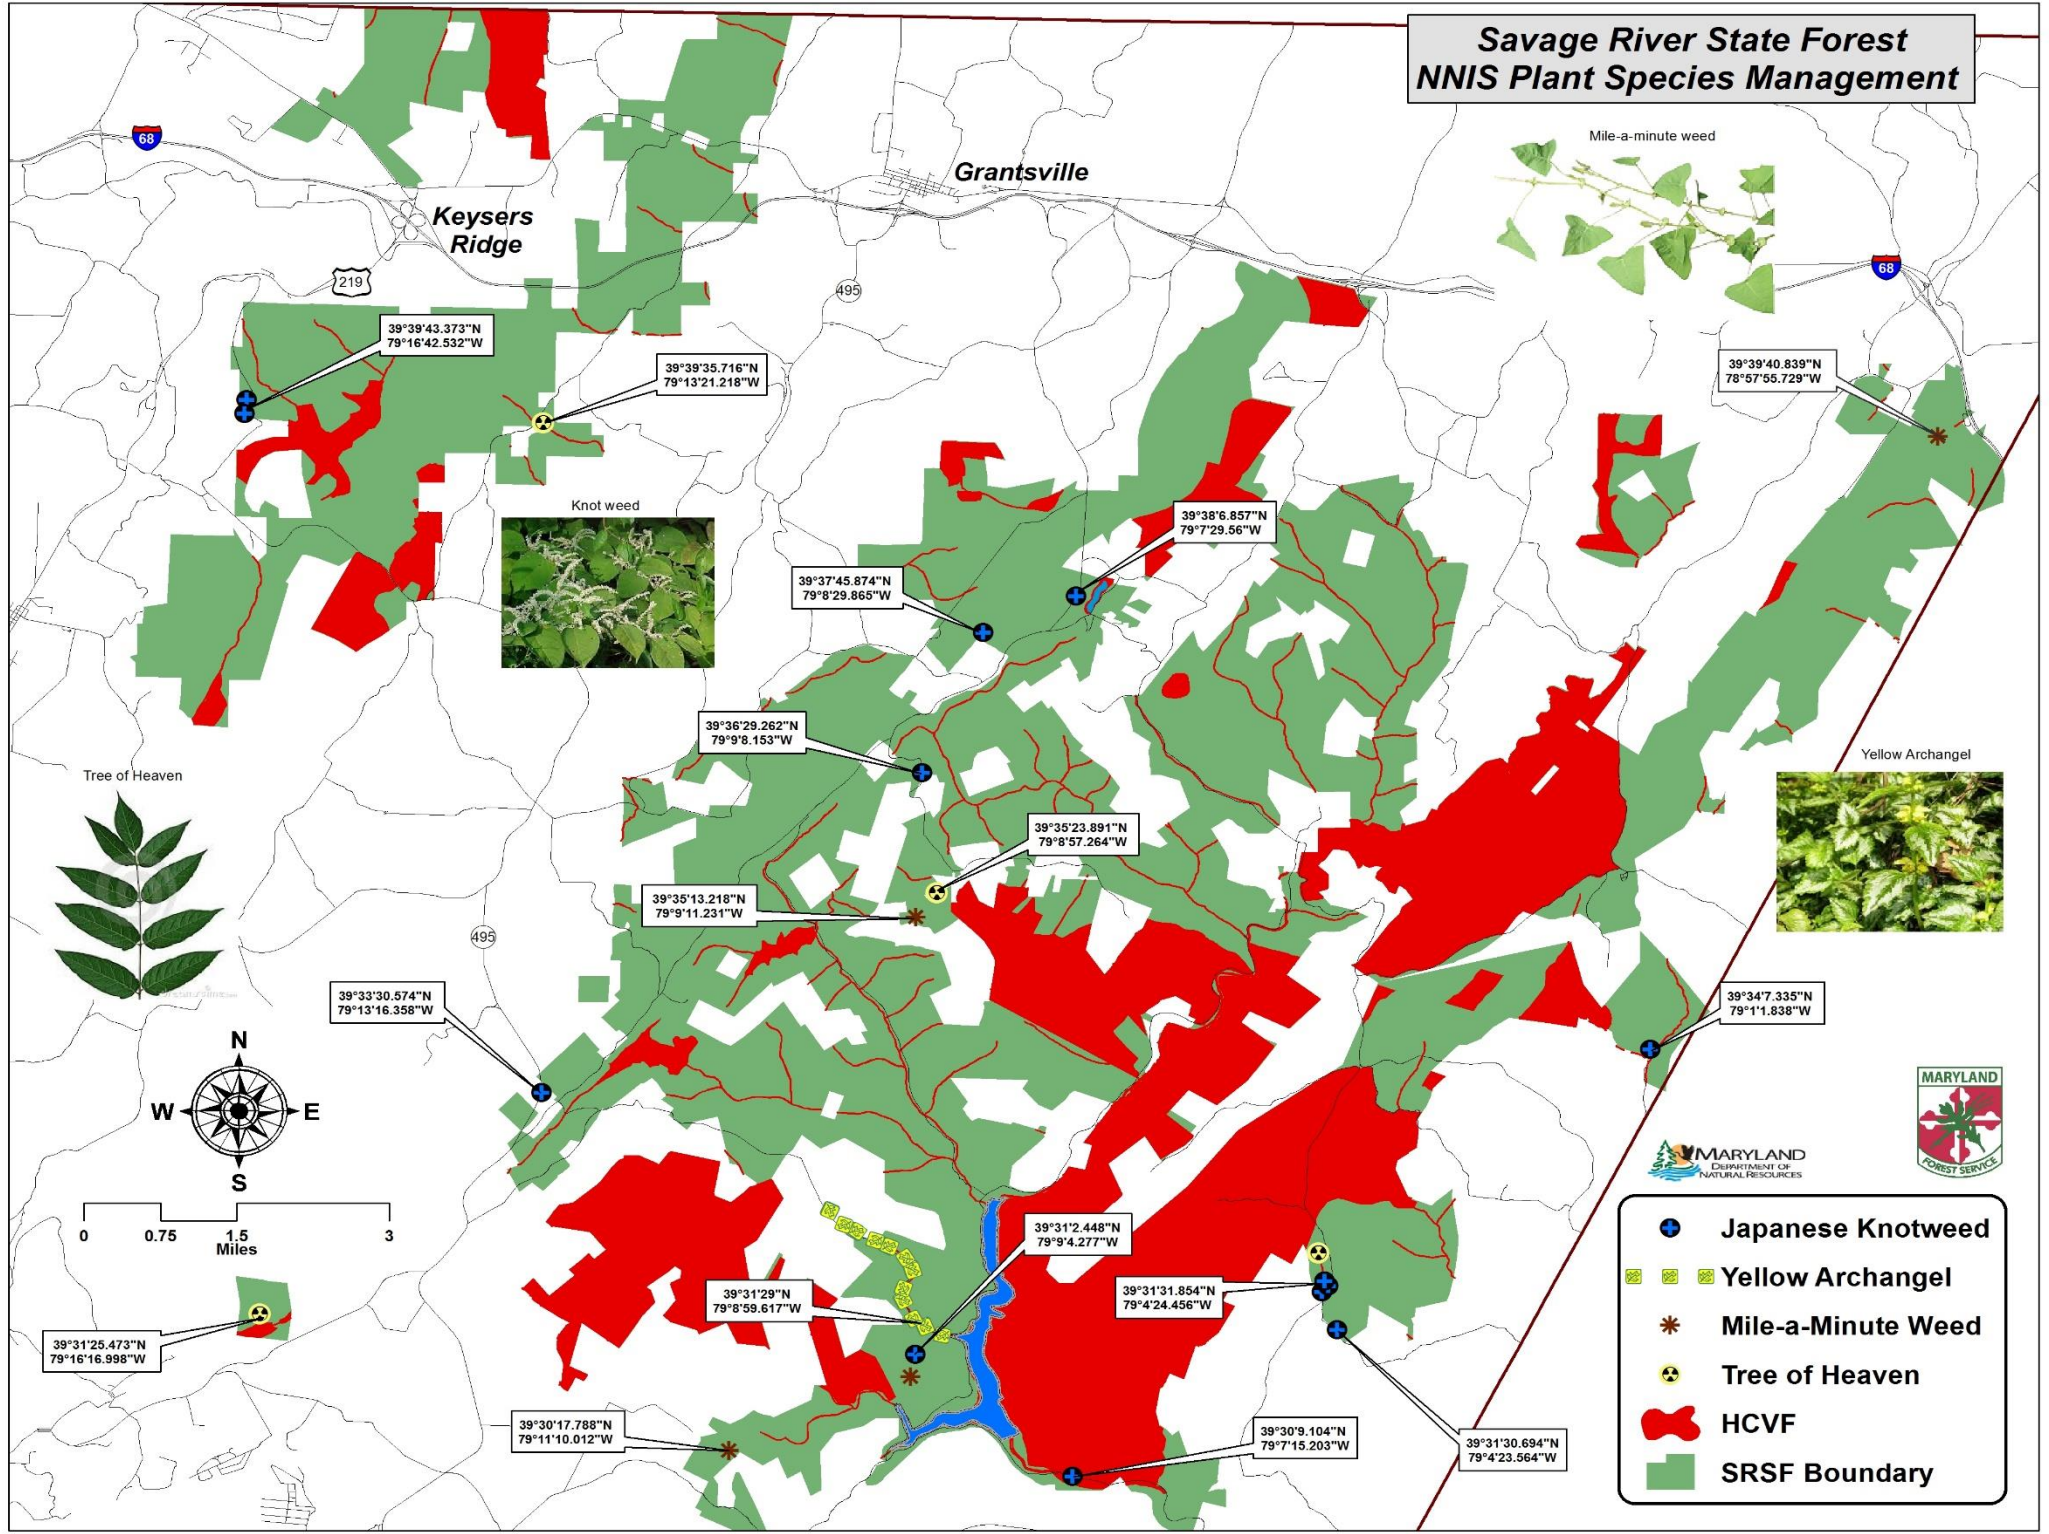 Savage River State Forest
NNIS Plant Species Management
Mile-a-minute weed
68
Grantsville
Keysers
Ridge
68
219
495
39°39'43.373"N
79°16'42.532"W
39°39'35.716"N
79°13'21.218"W
39°39'40.839"N
78°57'55.729"W
Knot weed
39°38'6.857"N
79°7'29.56"W
39°37'45.874"N
79°8'29.865"W
39°36'29.262"N
79°9'8.153"W
Yellow Archangel
Tree of Heaven
39°35'23.891"N
79°8'57.264"W
39°35'13.218"N
79°9'11.231"W
495
39°33'30.574"N
79°13'16.358"W
39°34'7.335"N
79°1'1.838"W
N
W
E
S
MARYLAND
FOREST SERVICE
MARYLAND
DEPARTMENT OF
NATURAL RESOURCES
0
0.75
1.5
3
Miles
39°31'2.448"N
79°9'4.277"W
39°31'29"N
79°8'59.617"W
39°31'31.854"N
79°4'24.456"W
39°31'25.473"N
79°16'16.998"W
39°30'17.788"N
79°11'10.012"W
39°30'9.104"N
79°7'15.203"W
39°31'30.694"N
79°4'23.564"W
Japanese Knotweed
Yellow Archangel
Mile-a-Minute Weed
Tree of Heaven
HCVF
SRSF Boundary